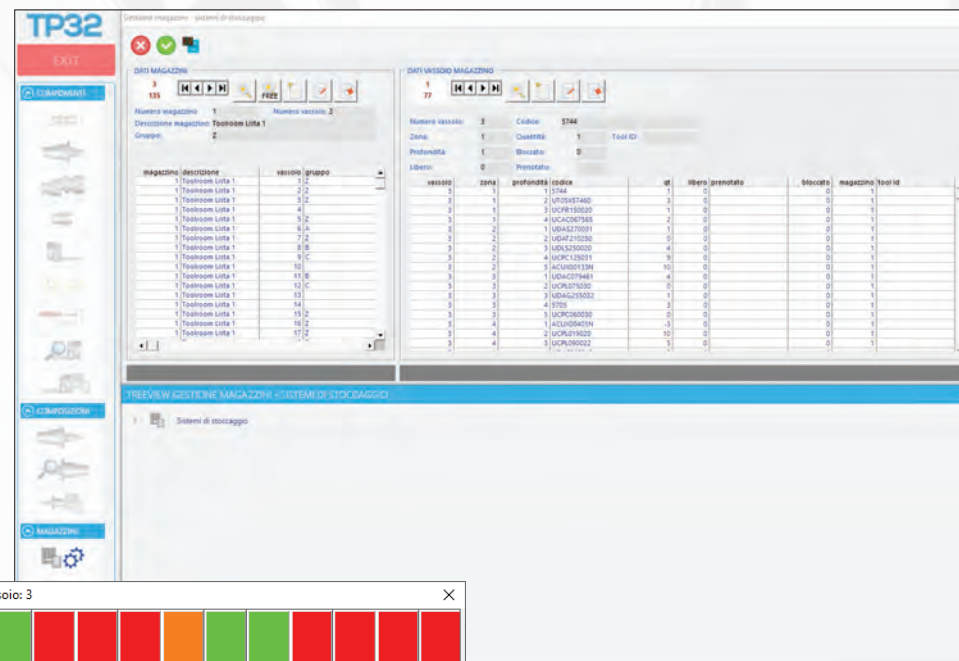 TP32
Gestione magazzini - sistemi di stoccaggio
EXIT
COMPONENTI
COMPOSIZIONI
MAGAZZINI
DATI MAGAZZINI
3
135
FREE
Numero magazzino: 1 Numero vassoio: 3
Descrizione magazzino: Toolroom Lista 1
Gruppo: Z
magazzino descrizione vassoio gruppo
1 Toolroom Lista 1 1 Z
1 Toolroom Lista 1 2 Z
1 Toolroom Lista 1 3 Z
1 Toolroom Lista 1 4
1 Toolroom Lista 1 5 Z
1 Toolroom Lista 1 6 A
1 Toolroom Lista 1 7 Z
1 Toolroom Lista 1 8 B
1 Toolroom Lista 1 9 C
1 Toolroom Lista 1 10
1 Toolroom Lista 1 11 B
1 Toolroom Lista 1 12 C
1 Toolroom Lista 1 13
1 Toolroom Lista 1 14
1 Toolroom Lista 1 15 Z
1 Toolroom Lista 1 16 Z
1 Toolroom Lista 1 17 Z
DATI VASSOIO MAGAZZINO
1
77
Numero vassoio: 3 Codice: 5744
Zona: 1 Quantità: 1 Tool ID:
Profondità: 1 Bloccato: 0
Libero: 0 Prenotato:
vassoio zona profondità codice qt libero prenotato bloccato magazzino tool id
3 1 1 5744 1 0 0 1
3 1 2 UT05XS7460 3 0 0 1
3 1 3 UCFR150020 1 0 0 1
3 1 4 UCAC067565 2 0 0 1
3 2 1 UDAS270031 1 0 0 1
3 2 2 UDAT210230 0 0 0 1
3 2 3 UDLS250020 4 0 0 1
3 2 4 UCPC125031 9 0 0 1
3 2 5 ACUI00133N 10 0 0 1
3 3 1 UDAC079461 4 0 0 1
3 3 2 UCPL075030 0 0 0 1
3 3 3 UDAG255032 1 0 0 1
3 3 4 5705 3 0 0 1
3 3 5 UCPC060030 0 0 0 1
3 4 1 ACUI00405N -3 0 0 1
3 4 2 UCPL019020 10 0 0 1
3 4 3 UCPL090022 5 0 0 1
TREEVIEW GESTIONE MAGAZZINI - SISTEMI DI STOCCAGGIO
Sistemi di stoccaggio
soio: 3